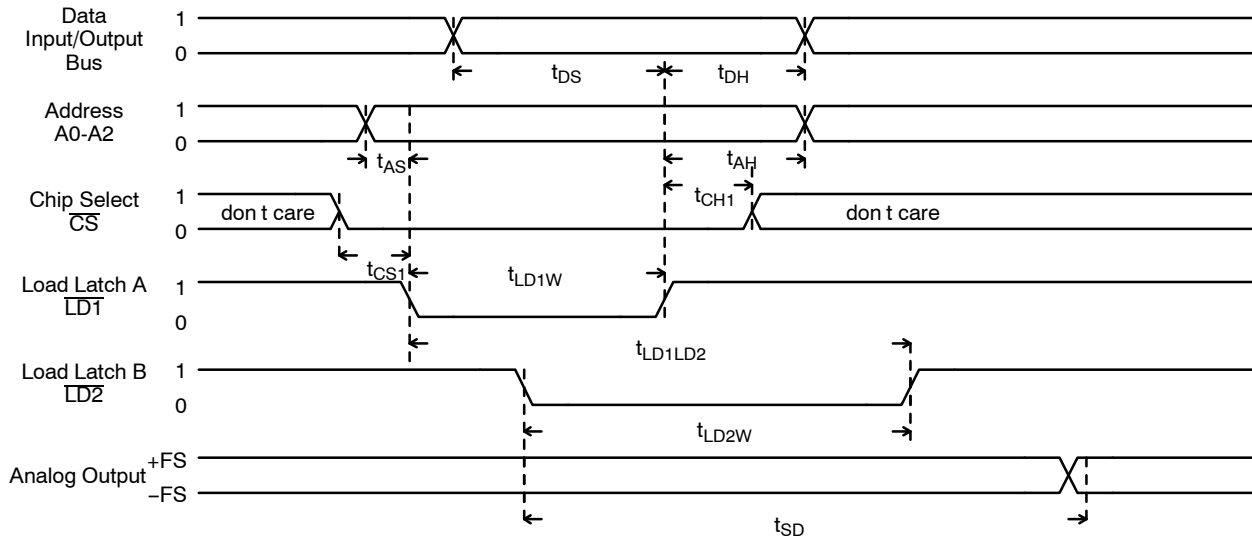 Data
Input/Output
Bus
1
0
tDS
tDH
Address
A0-A2
1
0
tAS
tAH
Chip Select
CS
1
0
don t care
don t care
tCH1
tCS1
tLD1W
Load Latch A
LD1
1
0
tLD1LD2
Load Latch B
LD2
1
0
tLD2W
Analog Output
+FS
−FS
tSD